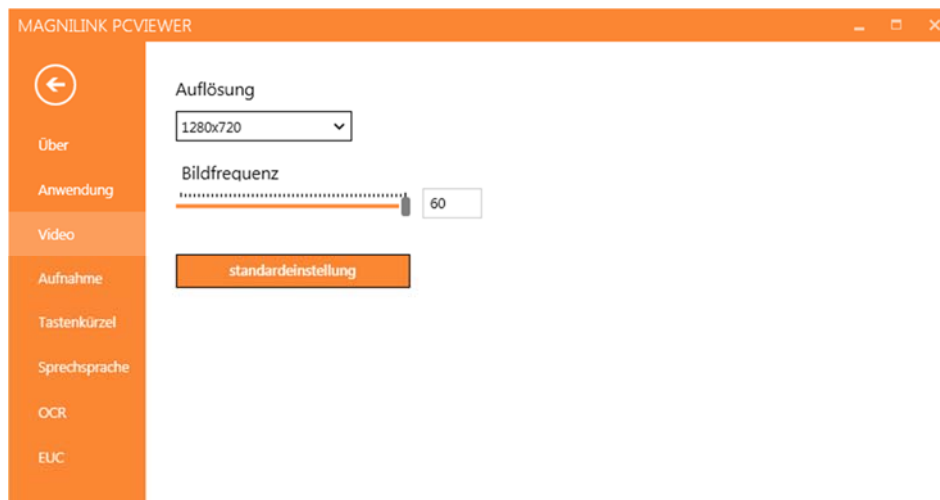 MAGNILINK PCVIEWER
Über
Anwendung
Video
Aufnahme
Tastenkürzel
Sprechsprache
OCR
EUC
Auflösung
1280x720
Bildfrequenz
60
standardeinstellung